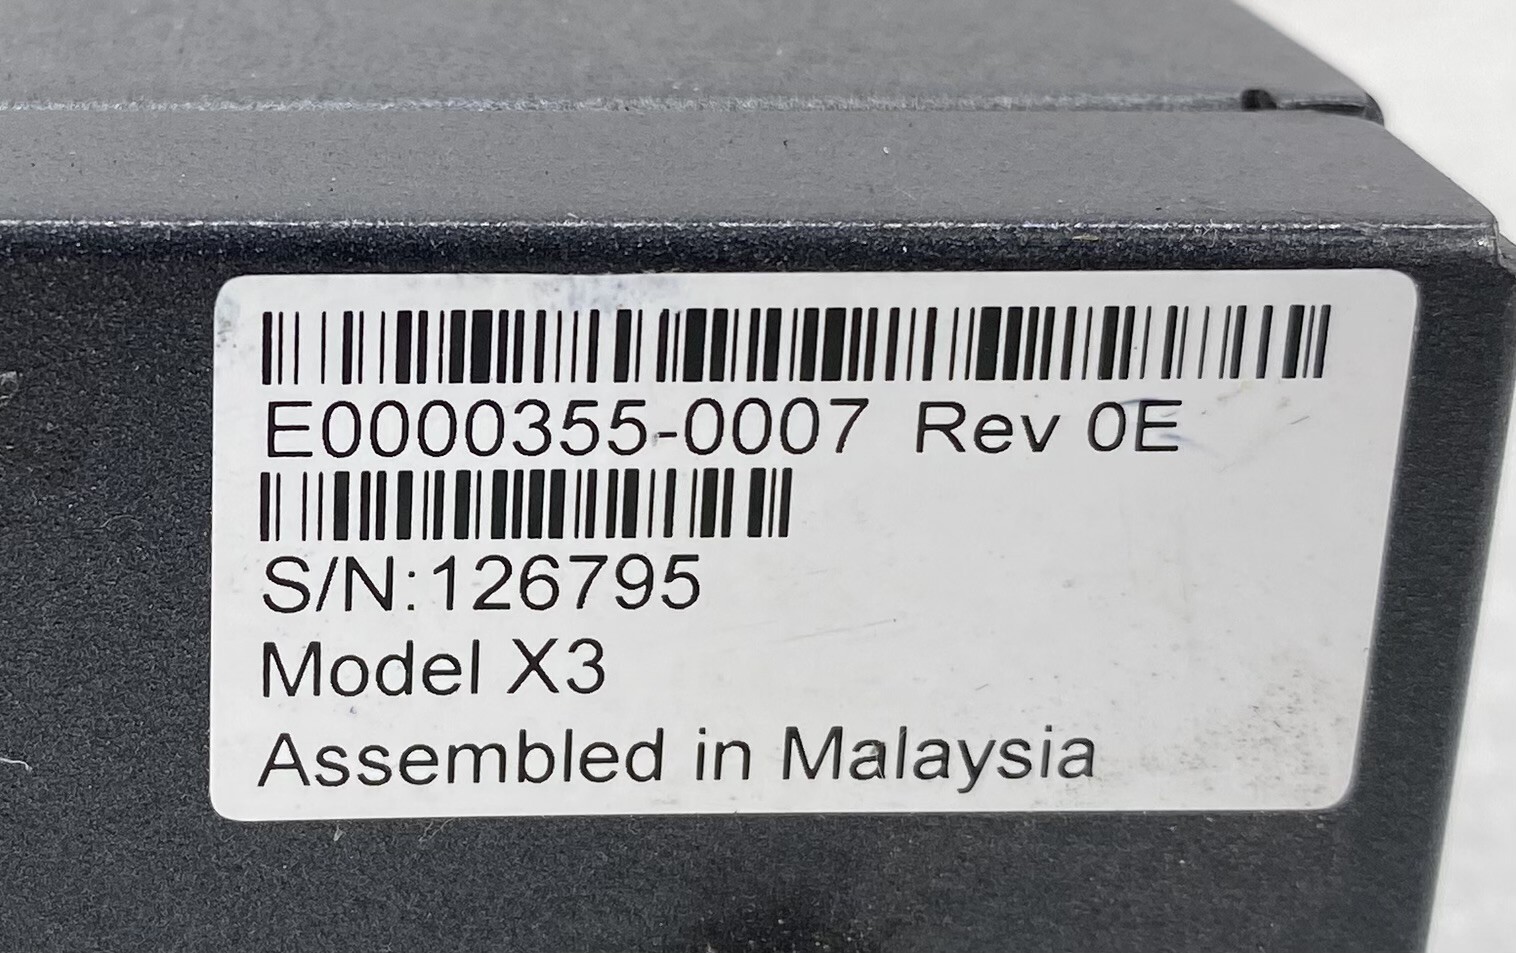 E0000355-0007 Rev 0E
S/N:126795
Model X3
Assembled in Malaysia